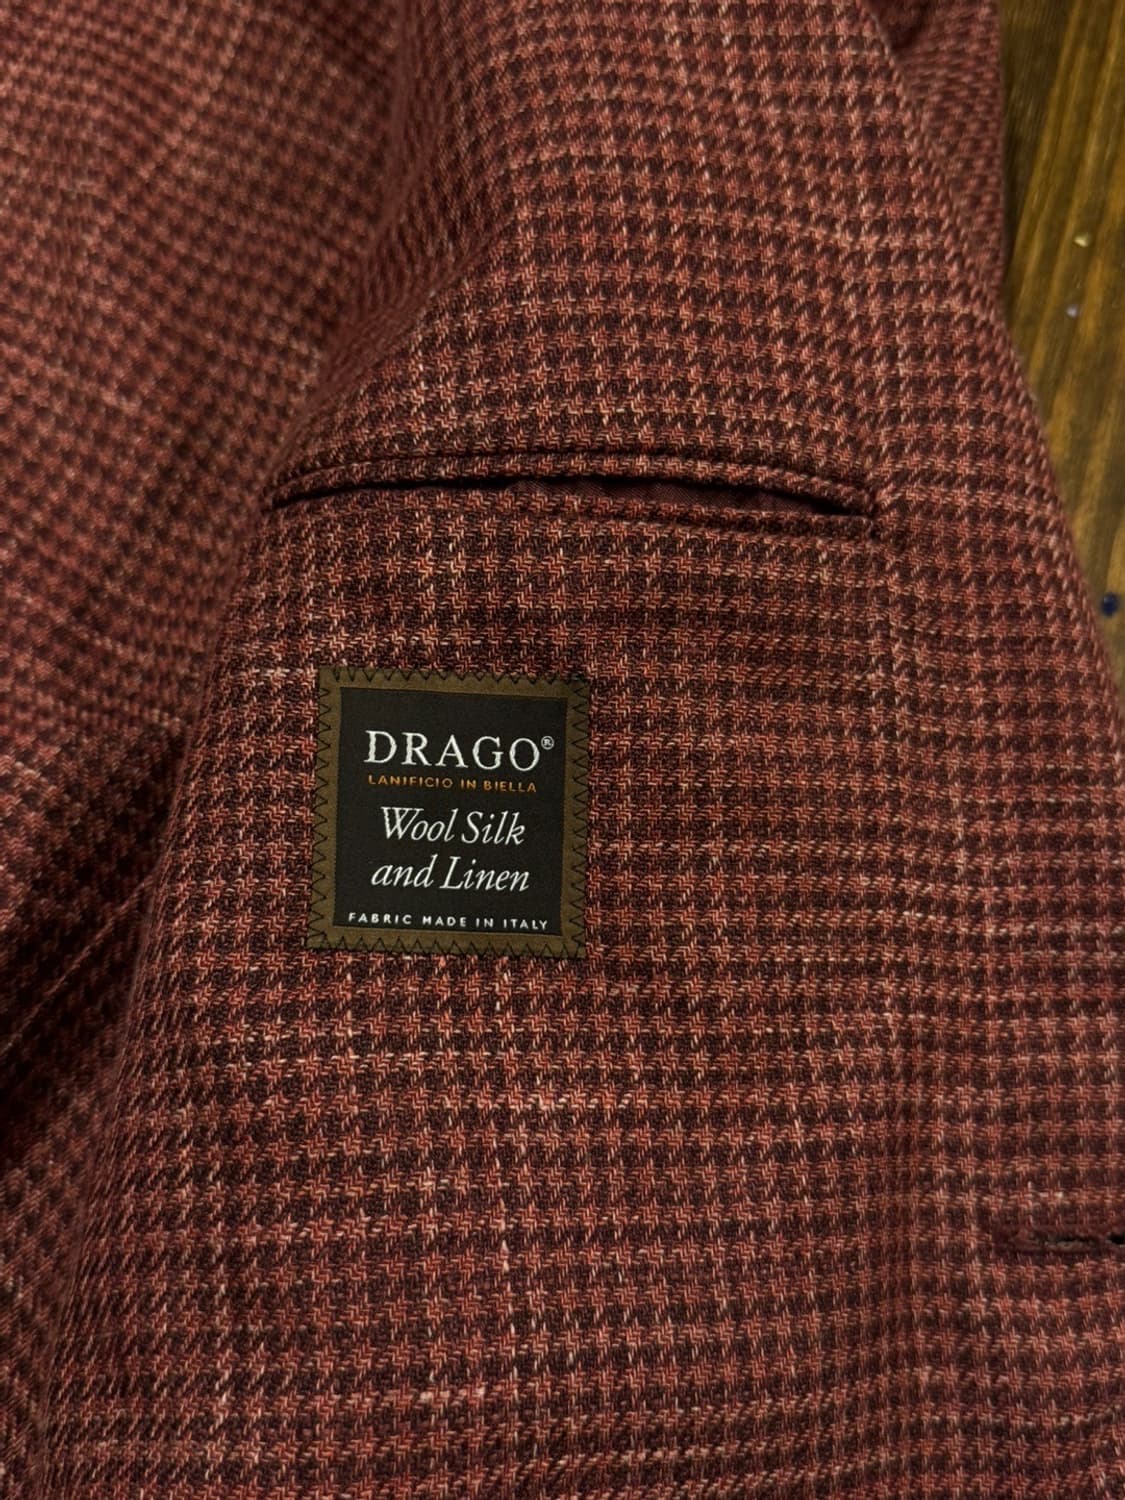 DRAGO®
LANIFICIO IN BIELLA
Wool Silk
and Linen
FABRIC MADE IN ITALY